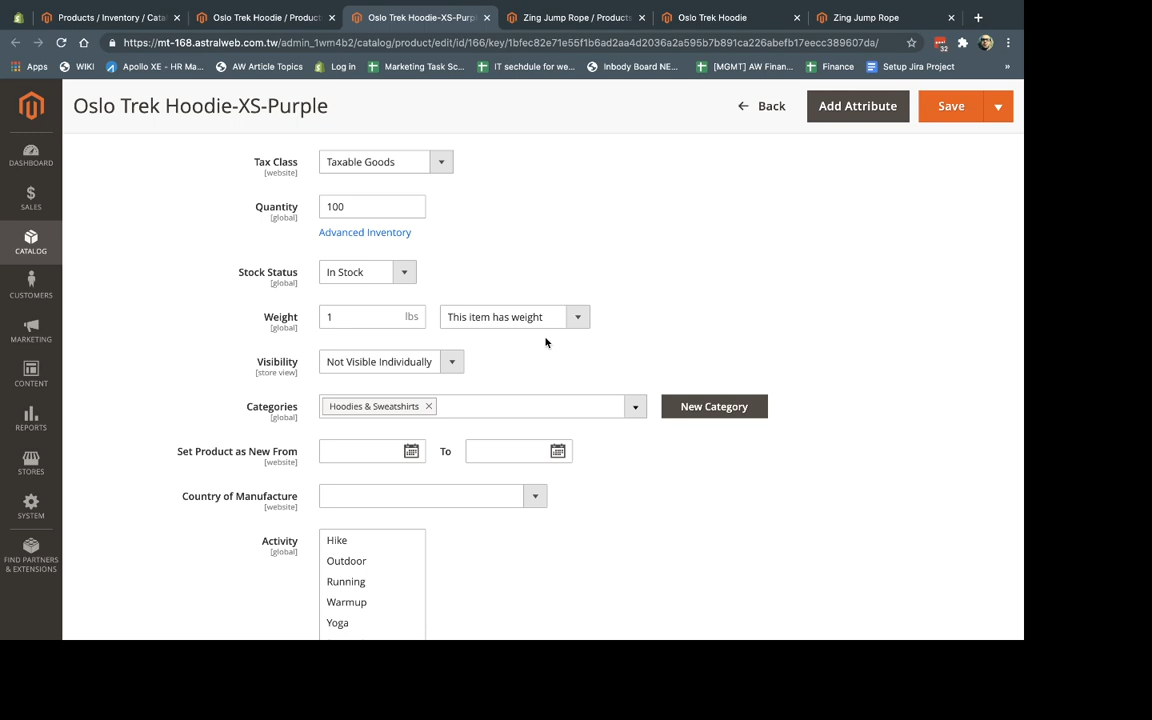 Products / Inventory / Cata
Oslo Trek Hoodie / Product
Oslo Trek Hoodie-XS-Purp
Zing Jump Rope / Products
Oslo Trek Hoodie
Zing Jump Rope
https://mt-168.astralweb.com.tw/admin_1wm4b2/catalog/product/edit/id/166/key/1bfec82e71e55f1b6ad2aa4d2036a2a595b7b891ca226abefb17eecc389607da/
32
Apps
WIKI
Apollo XE - HR Ma...
AW Article Topics
Log in
Marketing Task Sc...
IT sechdule for we...
Inbody Board NE...
[MGMT] AW Finan...
Finance
Setup Jira Project
»
Oslo Trek Hoodie-XS-Purple
Back
Add Attribute
Save
DASHBOARD
SALES
CATALOG
CUSTOMERS
MARKETING
CONTENT
REPORTS
STORES
SYSTEM
FIND PARTNERS
& EXTENSIONS
Tax Class
[website]
Taxable Goods
Quantity
[global]
100
Advanced Inventory
Stock Status
[global]
In Stock
Weight
[global]
1 lbs
This item has weight
Visibility
[store view]
Not Visible Individually
Categories
[global]
Hoodies & Sweatshirts
New Category
Set Product as New From
[website]
To
Country of Manufacture
[website]
Activity
[global]
Hike
Outdoor
Running
Warmup
Yoga